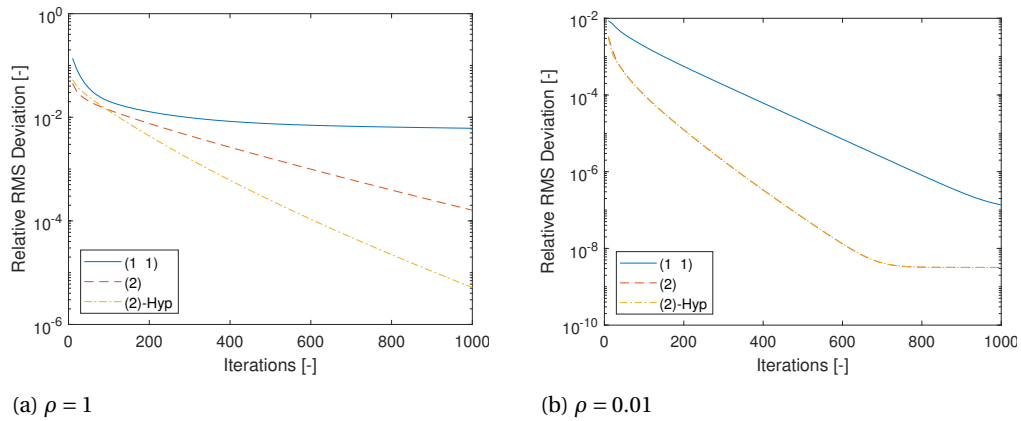 10^0
10^-2
10^-4
10^-6
Relative RMS Deviation [-]
(1 1)
(2)
(2)-Hyp
0 200 400 600 800 1000
Iterations [-]
(a) ρ = 1
10^-2
10^-4
10^-6
10^-8
10^-10
Relative RMS Deviation [-]
(1 1)
(2)
(2)-Hyp
0 200 400 600 800 1000
Iterations [-]
(b) ρ = 0.01